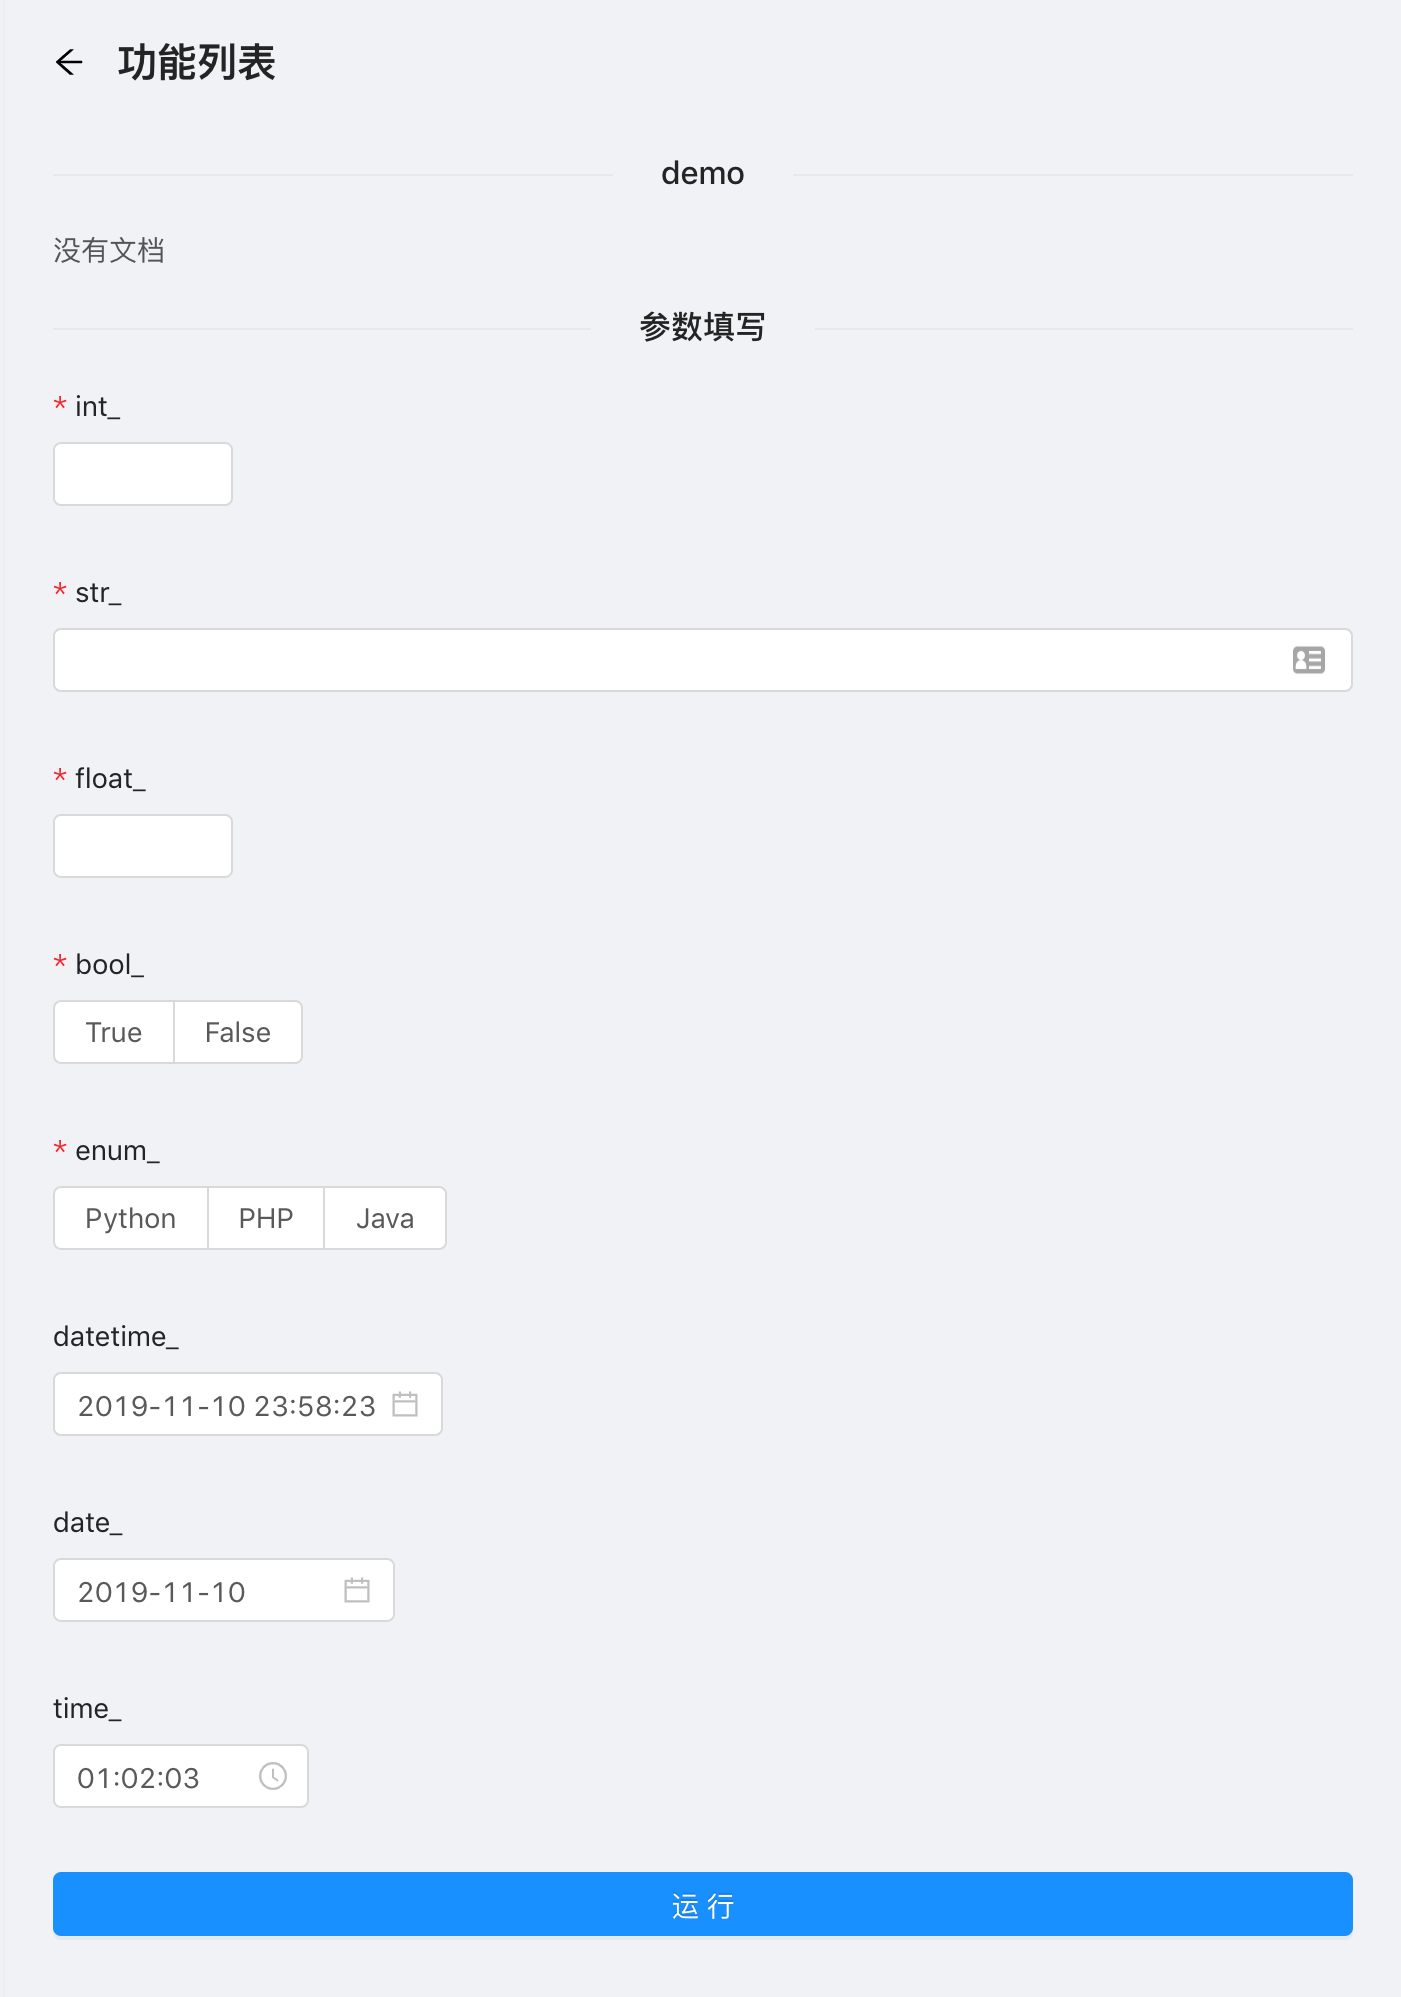 功能列表
demo
没有文档
参数填写
* int_
* str_
* float_
* bool_
True False
* enum_
Python PHP Java
datetime_
2019-11-10 23:58:23
date_
2019-11-10
time_
01:02:03
运 行